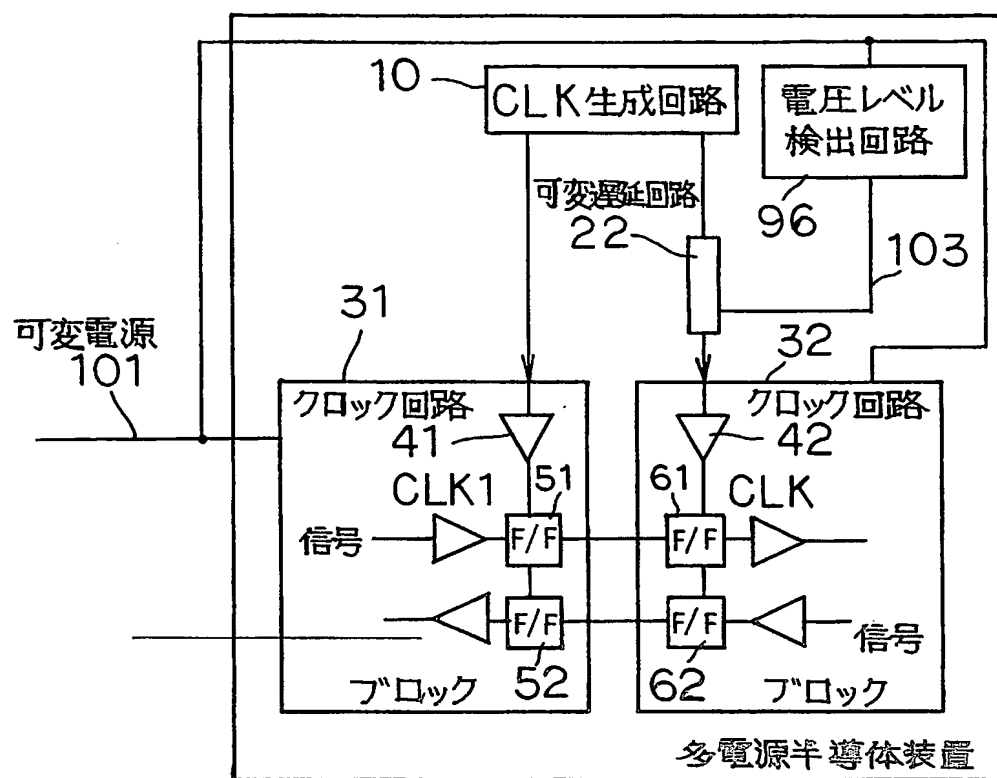 10
CLK生成回路
電圧レベル
検出回路
96
可変遅延回路
22
103
31
可変電源
101
32
クロック回路
41
クロック回路
42
CLK1
51
61
CLK
信号
F/F
F/F
F/F
F/F
信号
52
62
ブロック
ブロック
多電源半導体装置